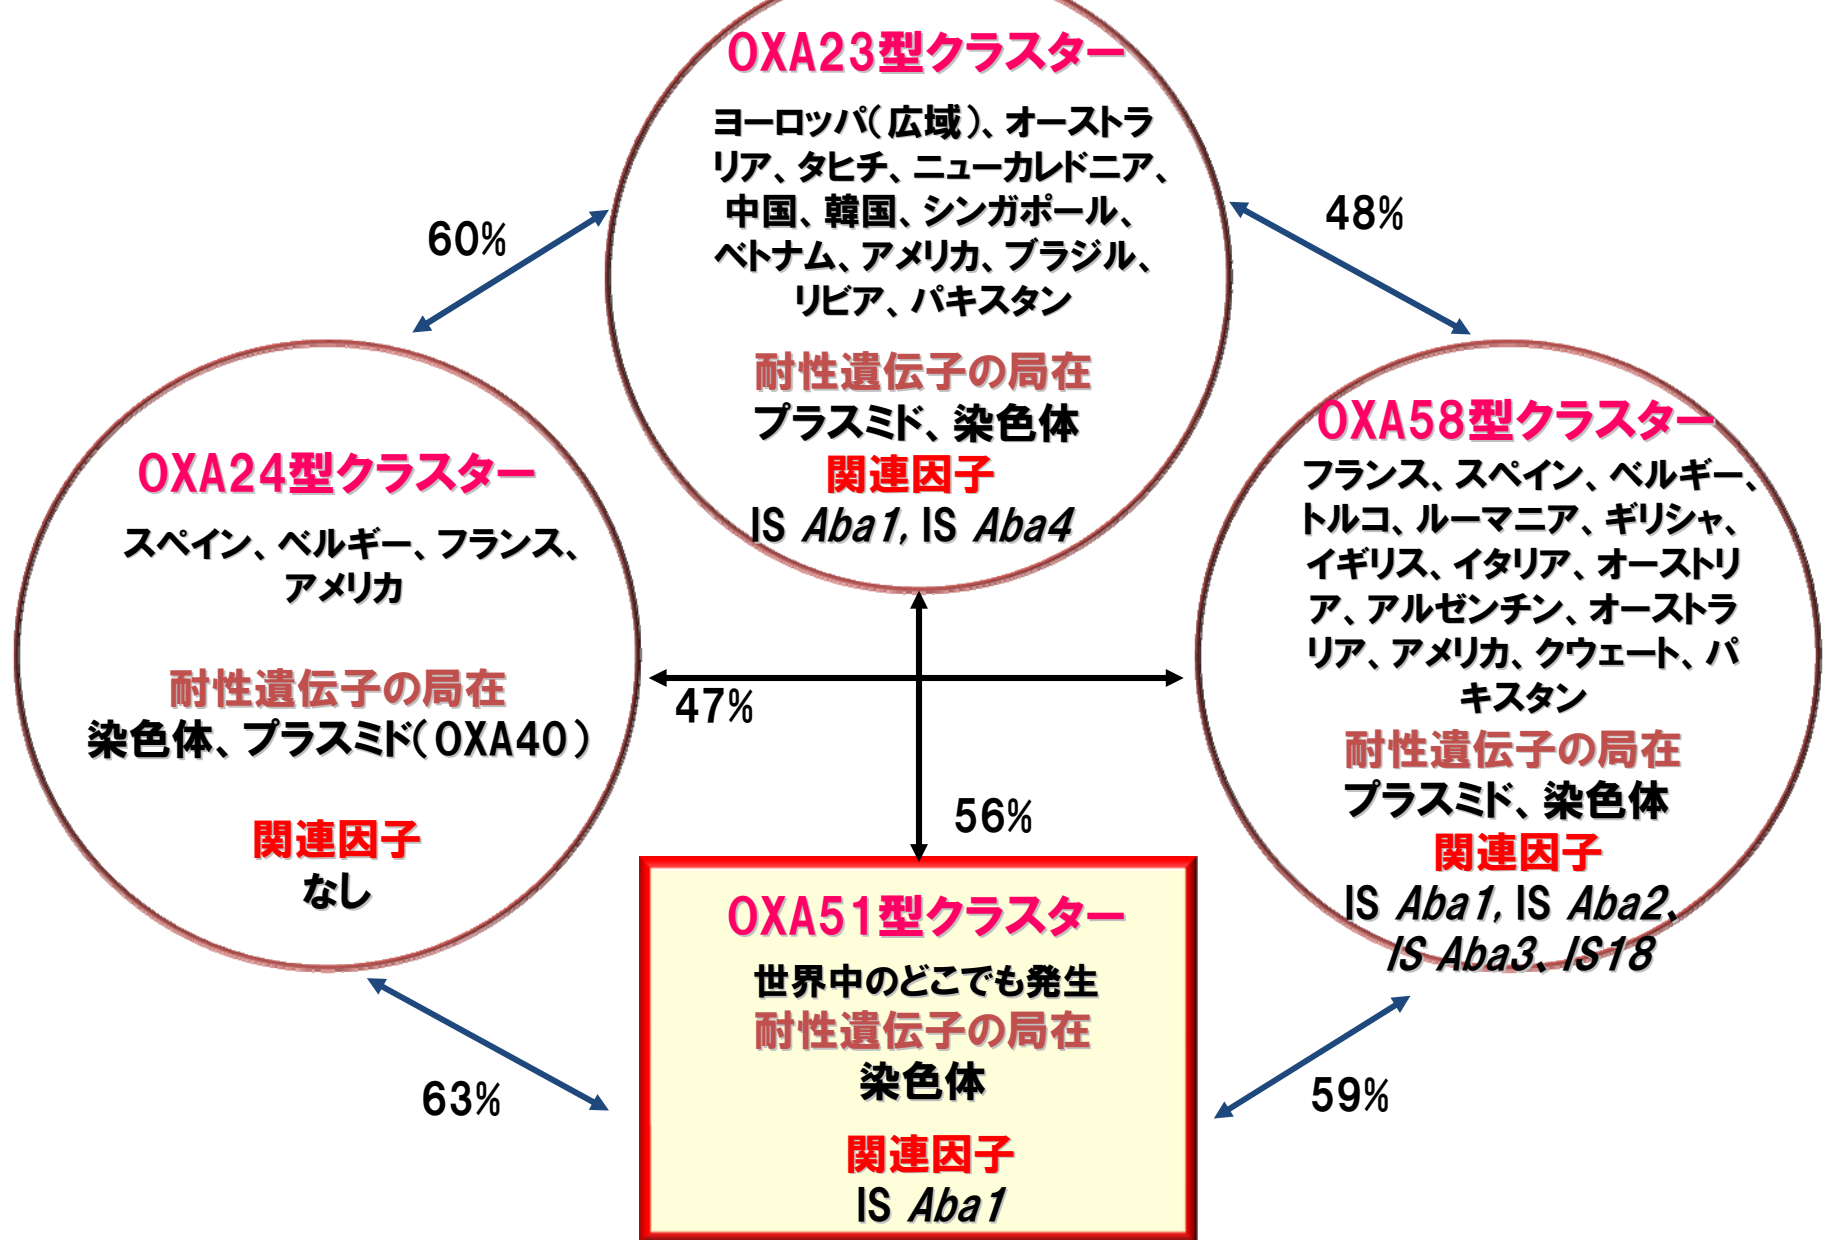 OXA23型クラスター
ヨーロッパ(広域)、オーストラ
リア、タヒチ、ニューカレドニア、
中国、韓国、シンガポール、
ベトナム、アメリカ、ブラジル、
リビア、パキスタン
耐性遺伝子の局在
プラスミド、染色体
関連因子
IS Aba1, IS Aba4
60%
48%
OXA24型クラスター
スペイン、ベルギー、フランス、
アメリカ
耐性遺伝子の局在
染色体、プラスミド(OXA40)
関連因子
なし
OXA58型クラスター
フランス、スペイン、ベルギー、
トルコ、ルーマニア、ギリシャ、
イギリス、イタリア、オーストリ
ア、アルゼンチン、オーストラ
リア、アメリカ、クウェート、パ
キスタン
耐性遺伝子の局在
プラスミド、染色体
関連因子
IS Aba1, IS Aba2、
IS Aba3、IS18
47%
56%
OXA51型クラスター
世界中のどこでも発生
耐性遺伝子の局在
染色体
関連因子
IS Aba1
63%
59%